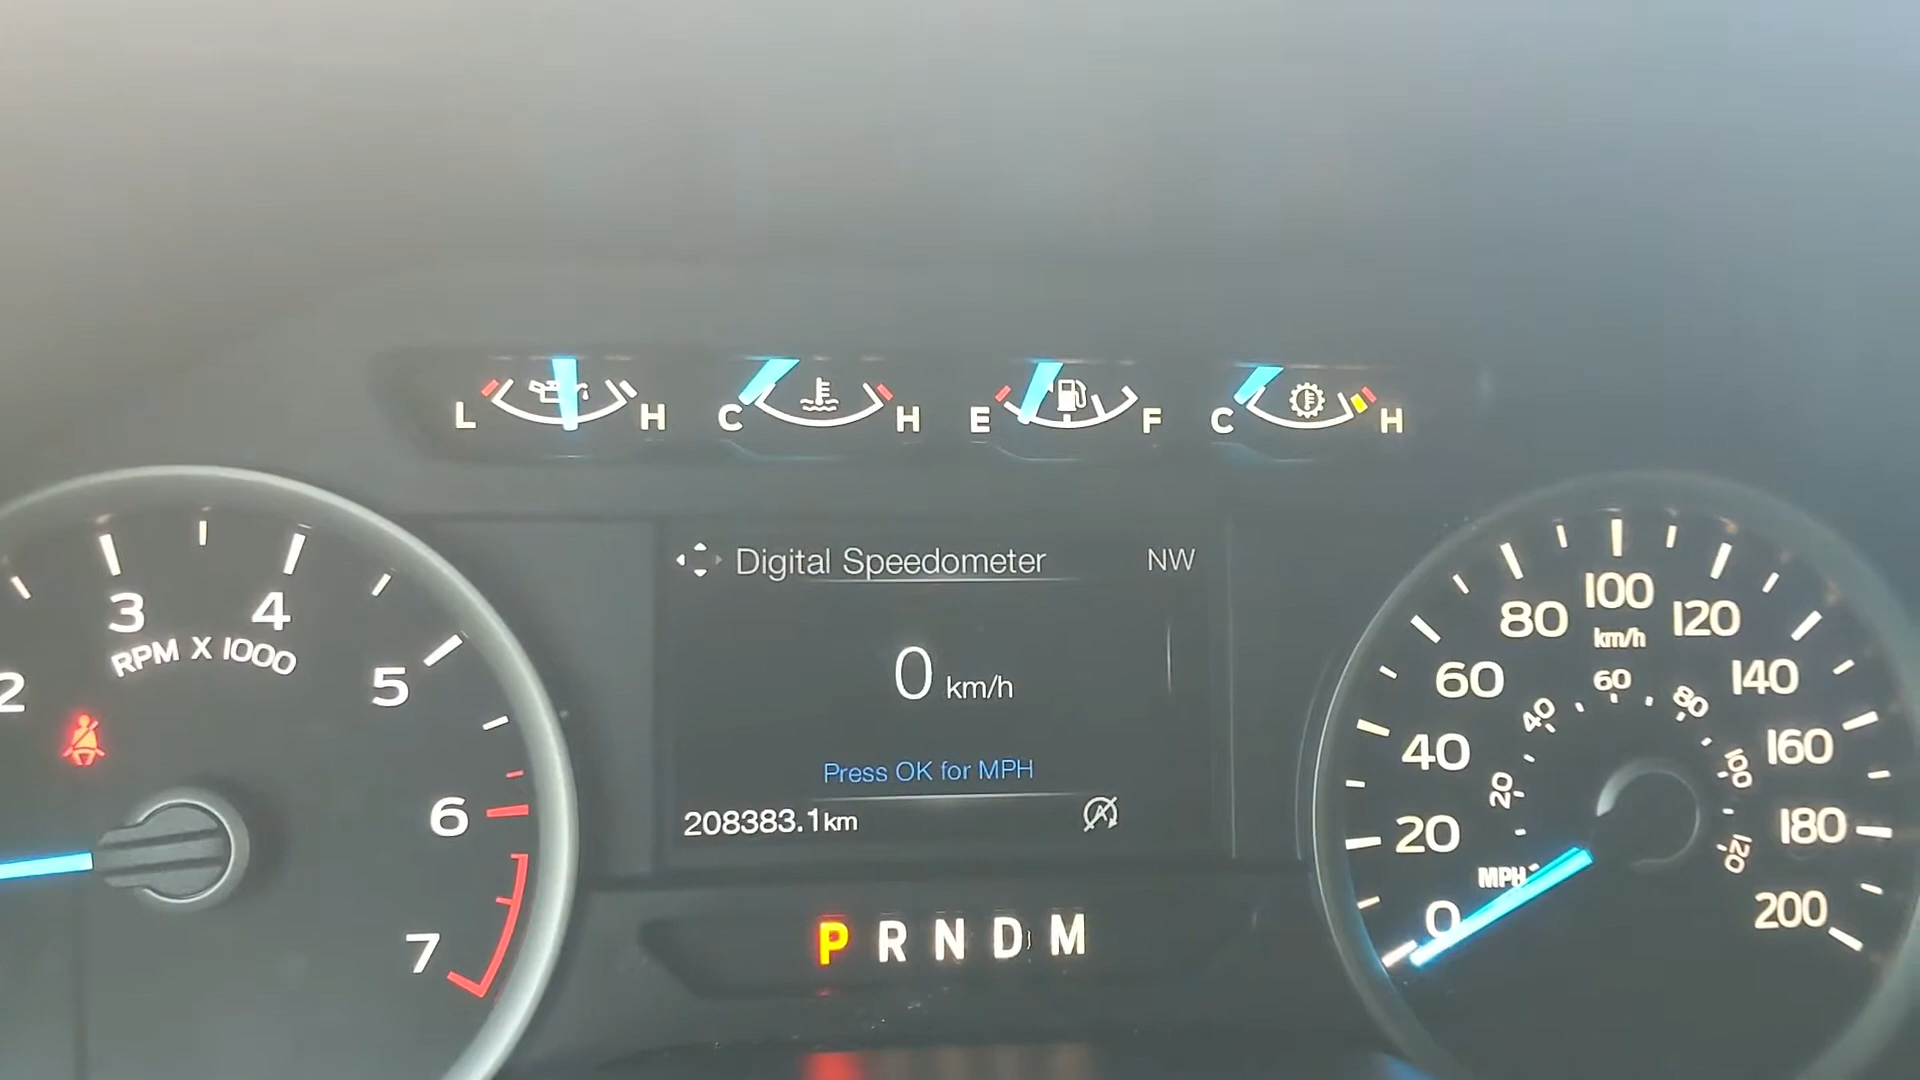 L H C H E F C H
2 3 4 5 6 7
RPM X 1000
Digital Speedometer NW
0 km/h
Press OK for MPH
208383.1km
P R N D M
0 20 40 60 80 100 120 140 160 180 200
km/h
20 40 60 80 100 120
MPH